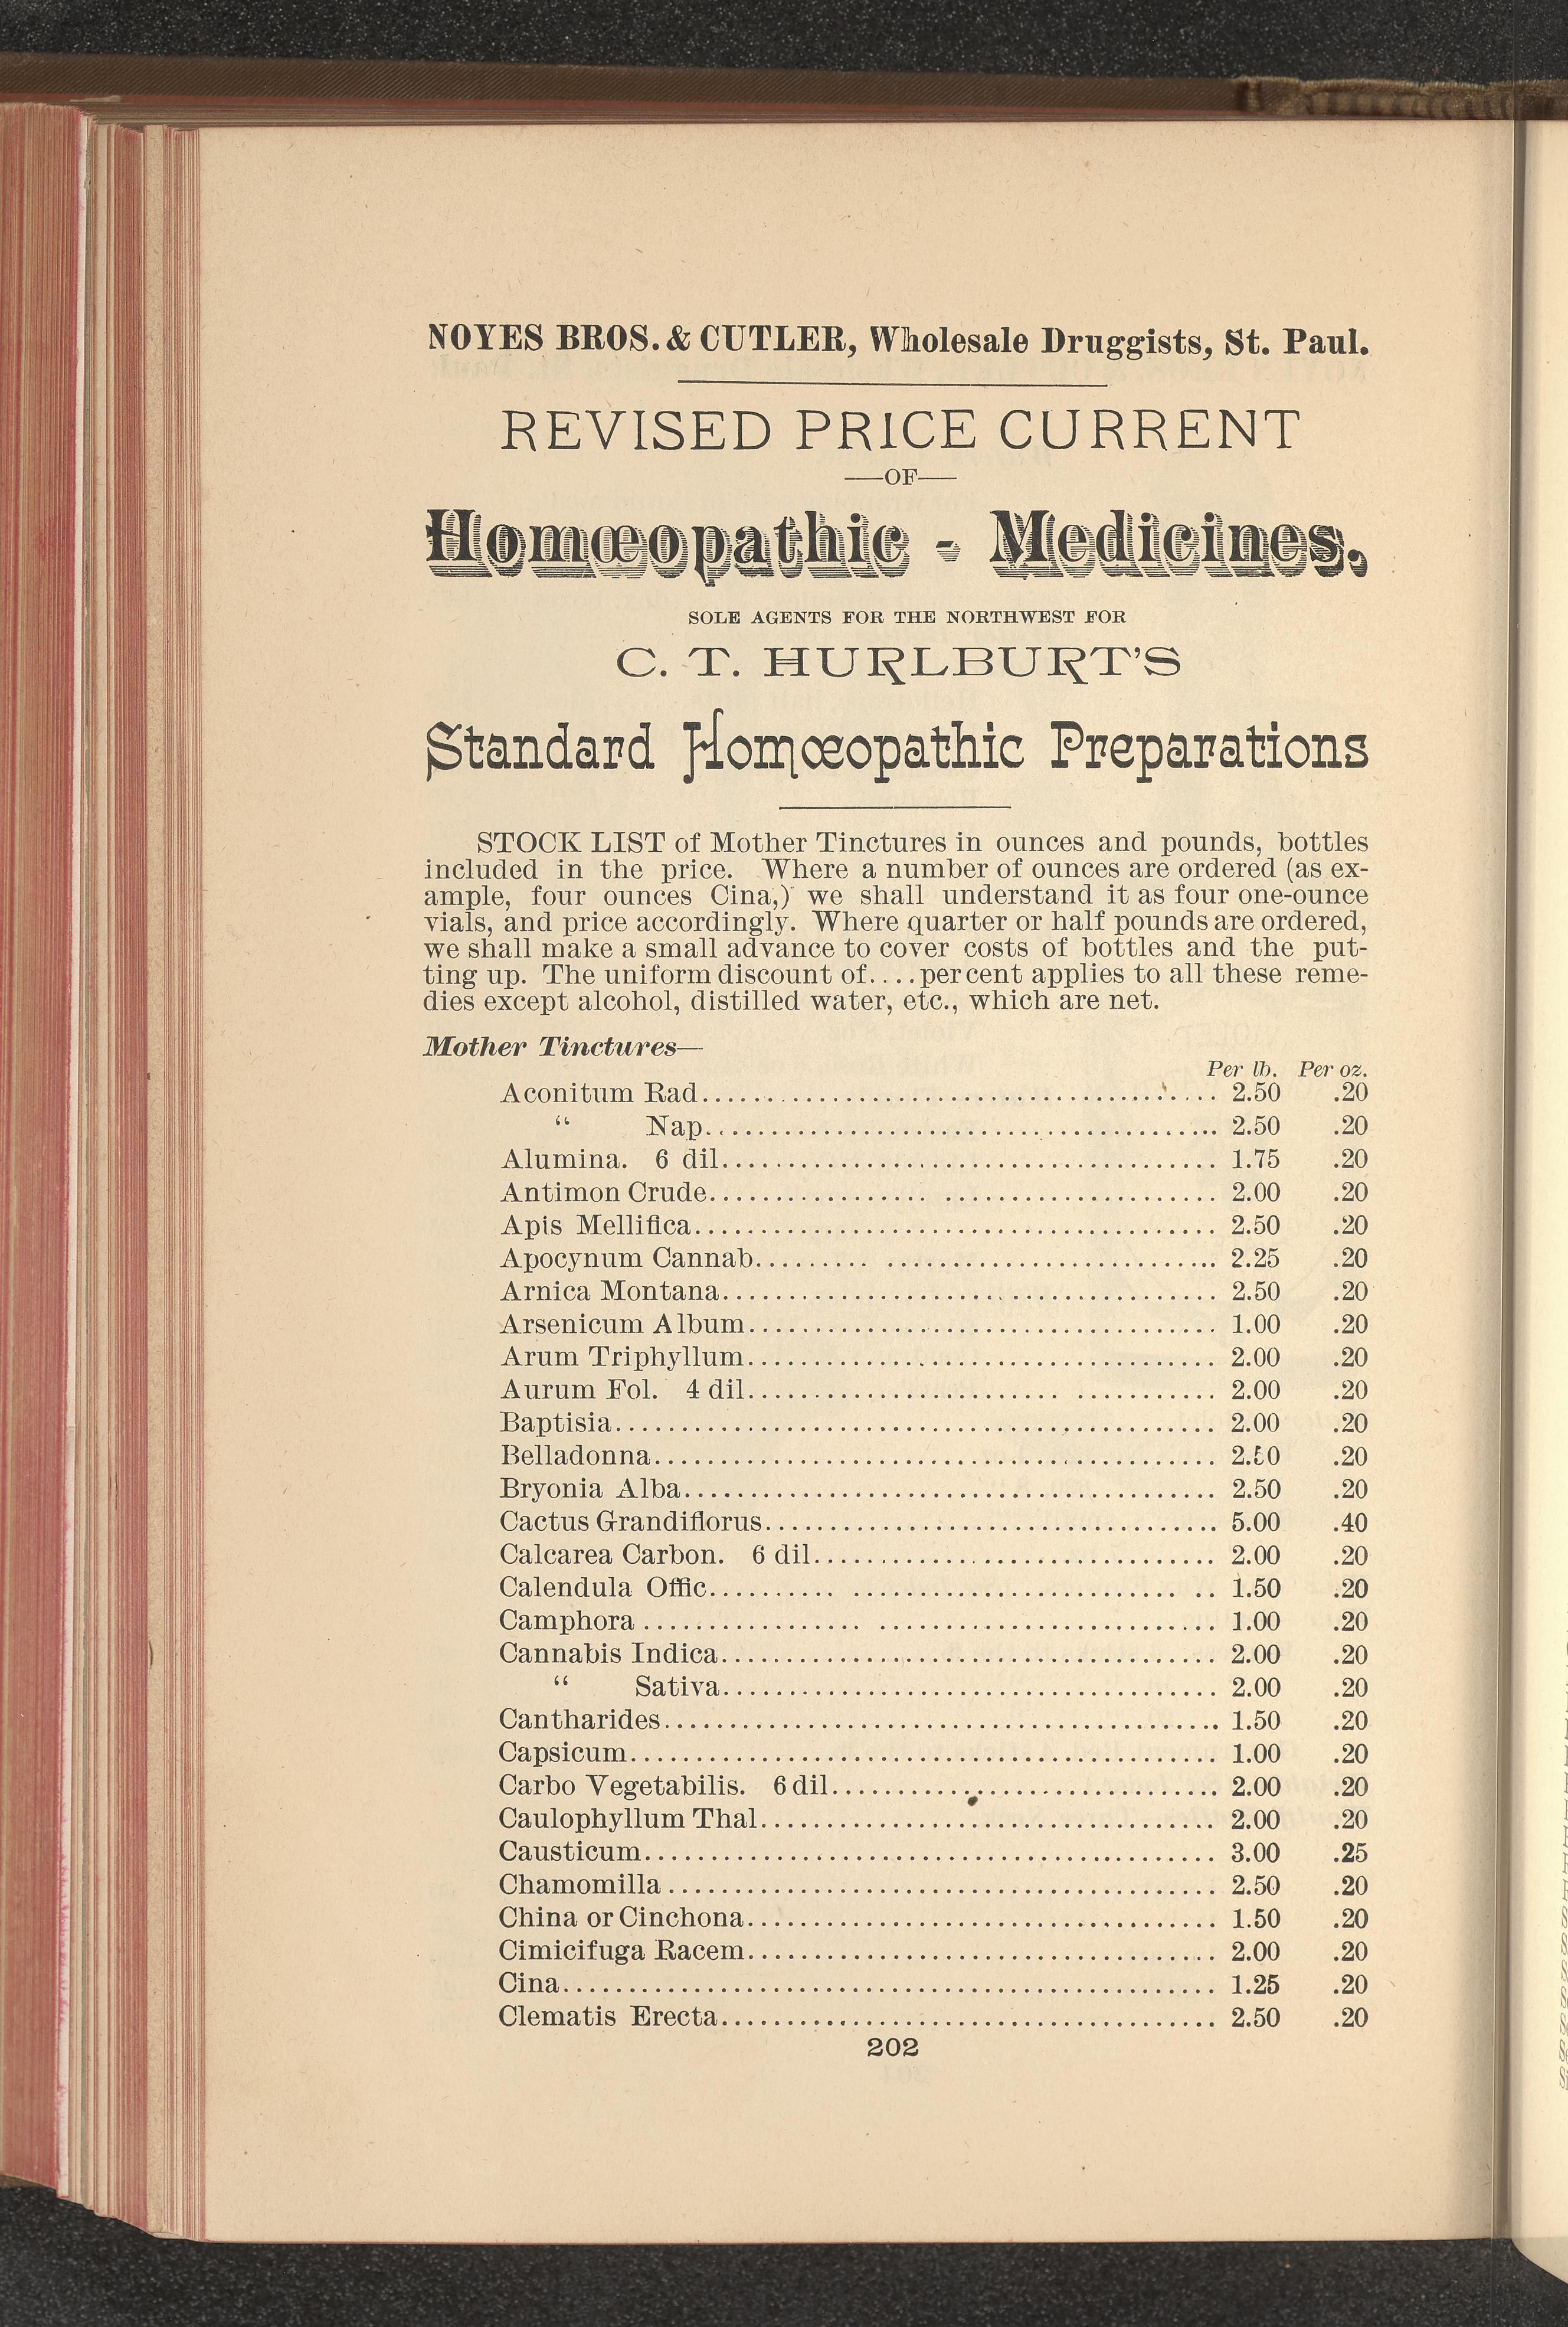 NOYES BROS. & CUTLER, Wholesale Druggists, St. Paul.
REVISED PRICE CURRENT
—OF—
Homœopathic - Medicines.
SOLE AGENTS FOR THE NORTHWEST FOR
C. T. HURLBURT'S
Standard Homœopathic Preparations
STOCK LIST of Mother Tinctures in ounces and pounds, bottles
included in the price. Where a number of ounces are ordered (as ex-
ample, four ounces Cina,) we shall understand it as four one-ounce
vials, and price accordingly. Where quarter or half pounds are ordered,
we shall make a small advance to cover costs of bottles and the put-
ting up. The uniform discount of....per cent applies to all these reme-
dies except alcohol, distilled water, etc., which are net.
Mother Tinctures—
Per lb. Per oz.
Aconitum Rad........ 2.50 .20
“ Nap........ 2.50 .20
Alumina. 6 dil........ 1.75 .20
Antimon Crude........ 2.00 .20
Apis Mellifica........ 2.50 .20
Apocynum Cannab........ 2.25 .20
Arnica Montana........ 2.50 .20
Arsenicum Album........ 1.00 .20
Arum Triphyllum........ 2.00 .20
Aurum Fol. 4 dil........ 2.00 .20
Baptisia........ 2.00 .20
Belladonna........ 2.50 .20
Bryonia Alba........ 2.50 .20
Cactus Grandiflorus........ 5.00 .40
Calcarea Carbon. 6 dil........ 2.00 .20
Calendula Offic........ 1.50 .20
Camphora ........ 1.00 .20
Cannabis Indica........ 2.00 .20
“ Sativa........ 2.00 .20
Cantharides........ 1.50 .20
Capsicum........ 1.00 .20
Carbo Vegetabilis. 6 dil........ 2.00 .20
Caulophyllum Thal........ 2.00 .20
Causticum........ 3.00 .25
Chamomilla ........ 2.50 .20
China or Cinchona........ 1.50 .20
Cimicifuga Racem........ 2.00 .20
Cina........ 1.25 .20
Clematis Erecta........ 2.50 .20
202